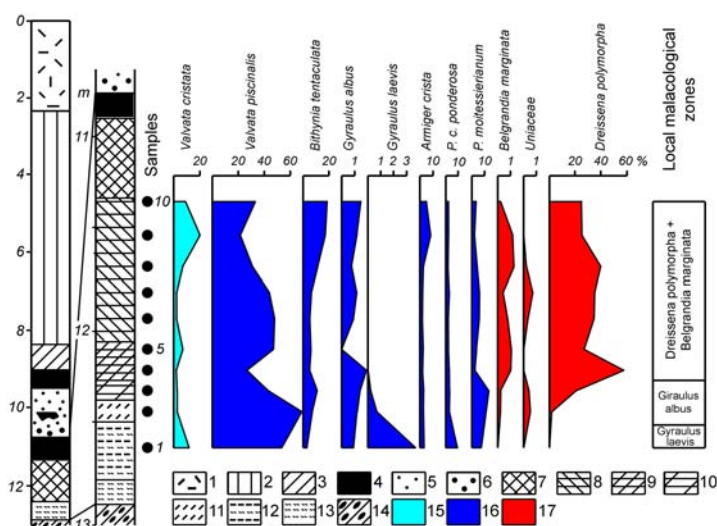 0
2
4
6
8
10
12
m
11
12
13
Samples
10
5
1
Valvata cristata
20
Valvata piscinalis
20 60
Bithynia tentaculata
20
Gyraulus albus
1
Gyraulus laevis
1 2 3
Armiger crista
10
P. c. ponderosa
10
P. moitessierianum
10
Belgrandia marginata
1
Uniaceae
1
Dreissena polymorpha
20 60 %
Local malacological
zones
Dreissena polymorpha +
Belgrandia marginata
Giraulus
albus
Gyraulus
laevis
1 2 3 4 5 6 7 8 9 10
11 12 13 14 15 16 17